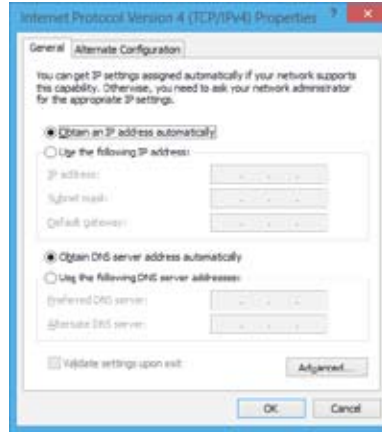 Internet Protocol Version 4 (TCP/IPv4) Properties
General
Alternate Configuration
You can get IP settings assigned automatically if your network supports
this capability. Otherwise, you need to ask your network administrator
for the appropriate IP settings.
Obtain an IP address automatically
Use the following IP address:
IP address:
Subnet mask:
Default gateway:
Obtain DNS server address automatically
Use the following DNS server addresses:
Preferred DNS server:
Alternate DNS server:
Validate settings upon exit
Advanced...
OK
Cancel